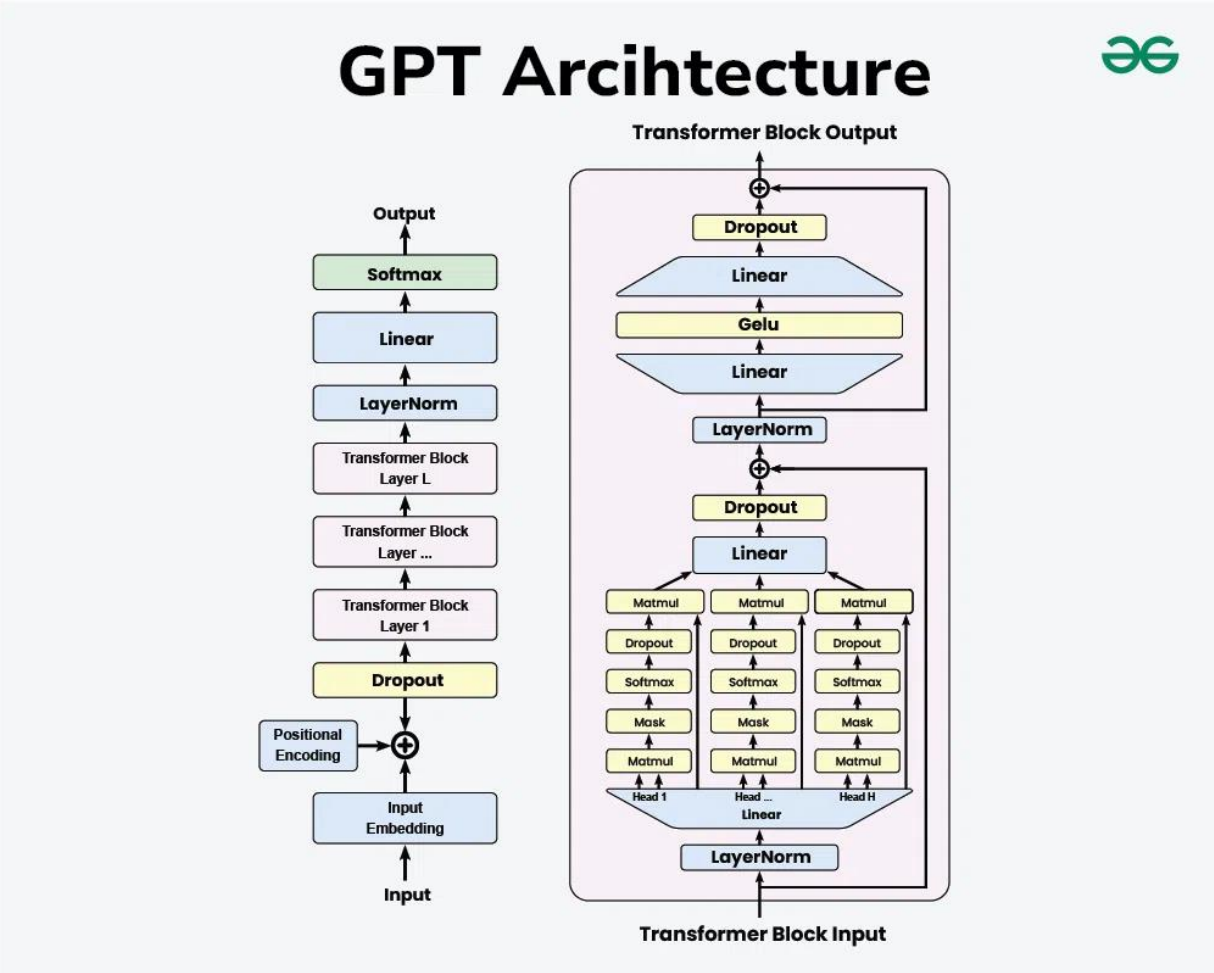 GPT Arcihtecture
Output
Softmax
Linear
LayerNorm
Transformer Block
Layer L
Transformer Block
Layer ...
Transformer Block
Layer 1
Dropout
Positional
Encoding
Input
Embedding
Input
Transformer Block Output
Dropout
Linear
Gelu
Linear
LayerNorm
Dropout
Linear
Matmul Matmul Matmul
Dropout Dropout Dropout
Softmax Softmax Softmax
Mask Mask Mask
Matmul Matmul Matmul
Head 1 Head ... Head H
Linear
LayerNorm
Transformer Block Input